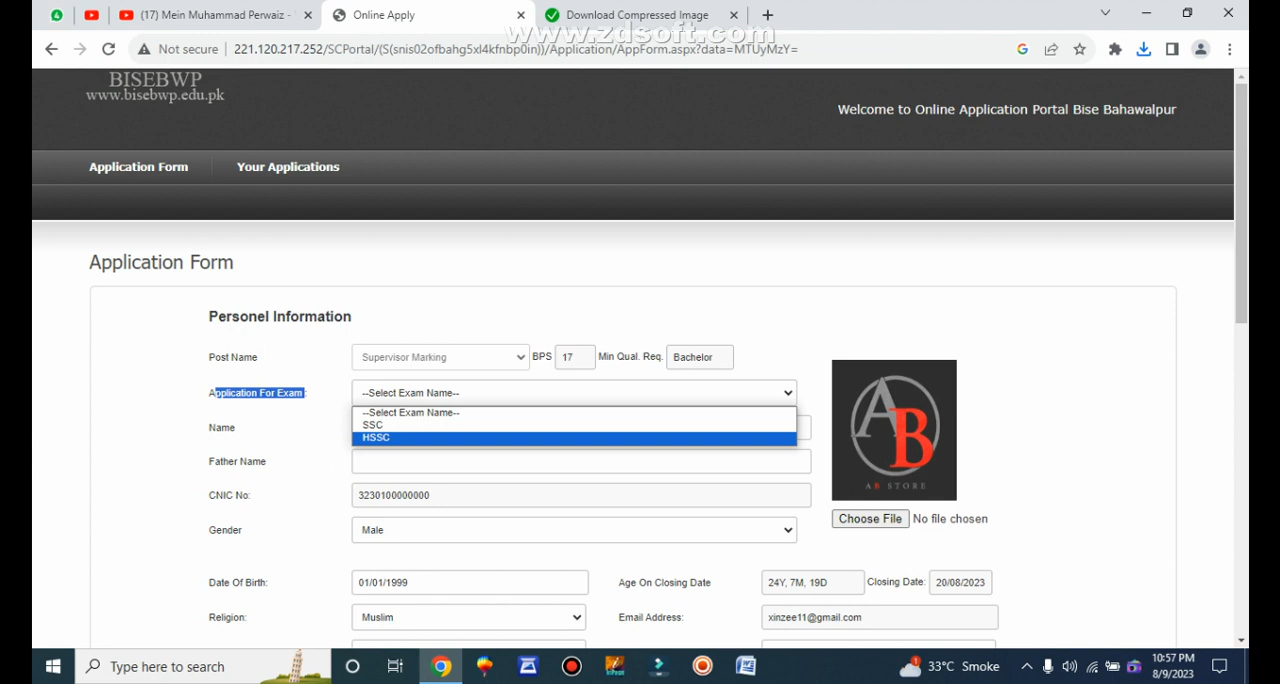 (17) Mein Muhammad Perwaiz -
Online Apply
Download Compressed Image
www.zdsoft.com
Not secure
221.120.217.252/SCPortal/(S(snis02ofbahg5xl4kfnbp0in))/Application/AppForm.aspx?data=MTUyMzY=
BISEBWP
www.bisebwp.edu.pk
Welcome to Online Application Portal Bise Bahawalpur
Application Form
Your Applications
Application Form
Personel Information
Post Name
Supervisor Marking
BPS
17
Min Qual. Req.
Bachelor
Application For Exam :
--Select Exam Name--
--Select Exam Name--
SSC
HSSC
Name
Father Name
CNIC No:
3230100000000
Gender
Male
AB
AB STORE
Choose File No file chosen
Date Of Birth:
01/01/1999
Age On Closing Date
24Y, 7M, 19D
Closing Date:
20/08/2023
Religion:
Muslim
Email Address:
xinzee11@gmail.com
Type here to search
33°C Smoke
10:57 PM
8/9/2023